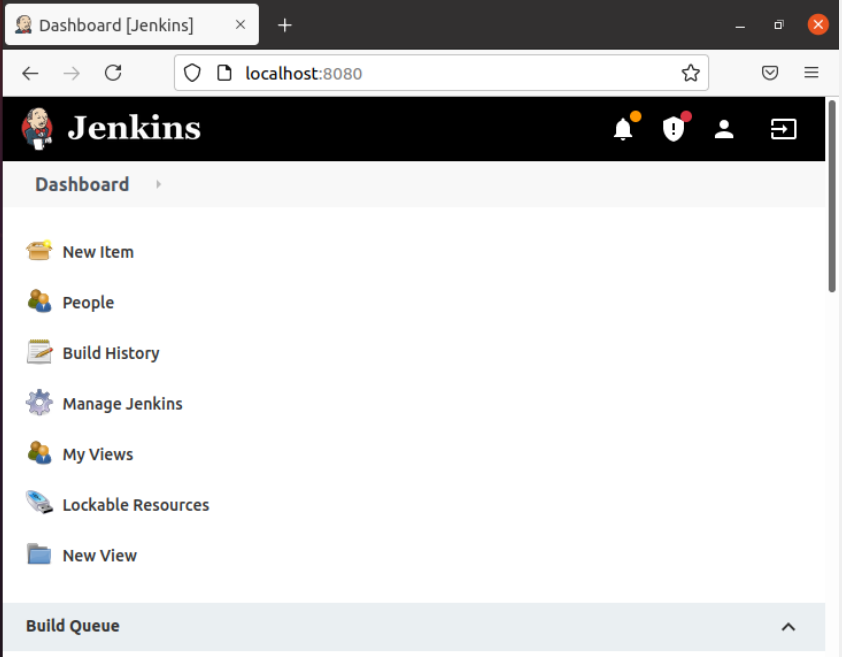 Dashboard [Jenkins]
localhost:8080
Jenkins
Dashboard
New Item
People
Build History
Manage Jenkins
My Views
Lockable Resources
New View
Build Queue